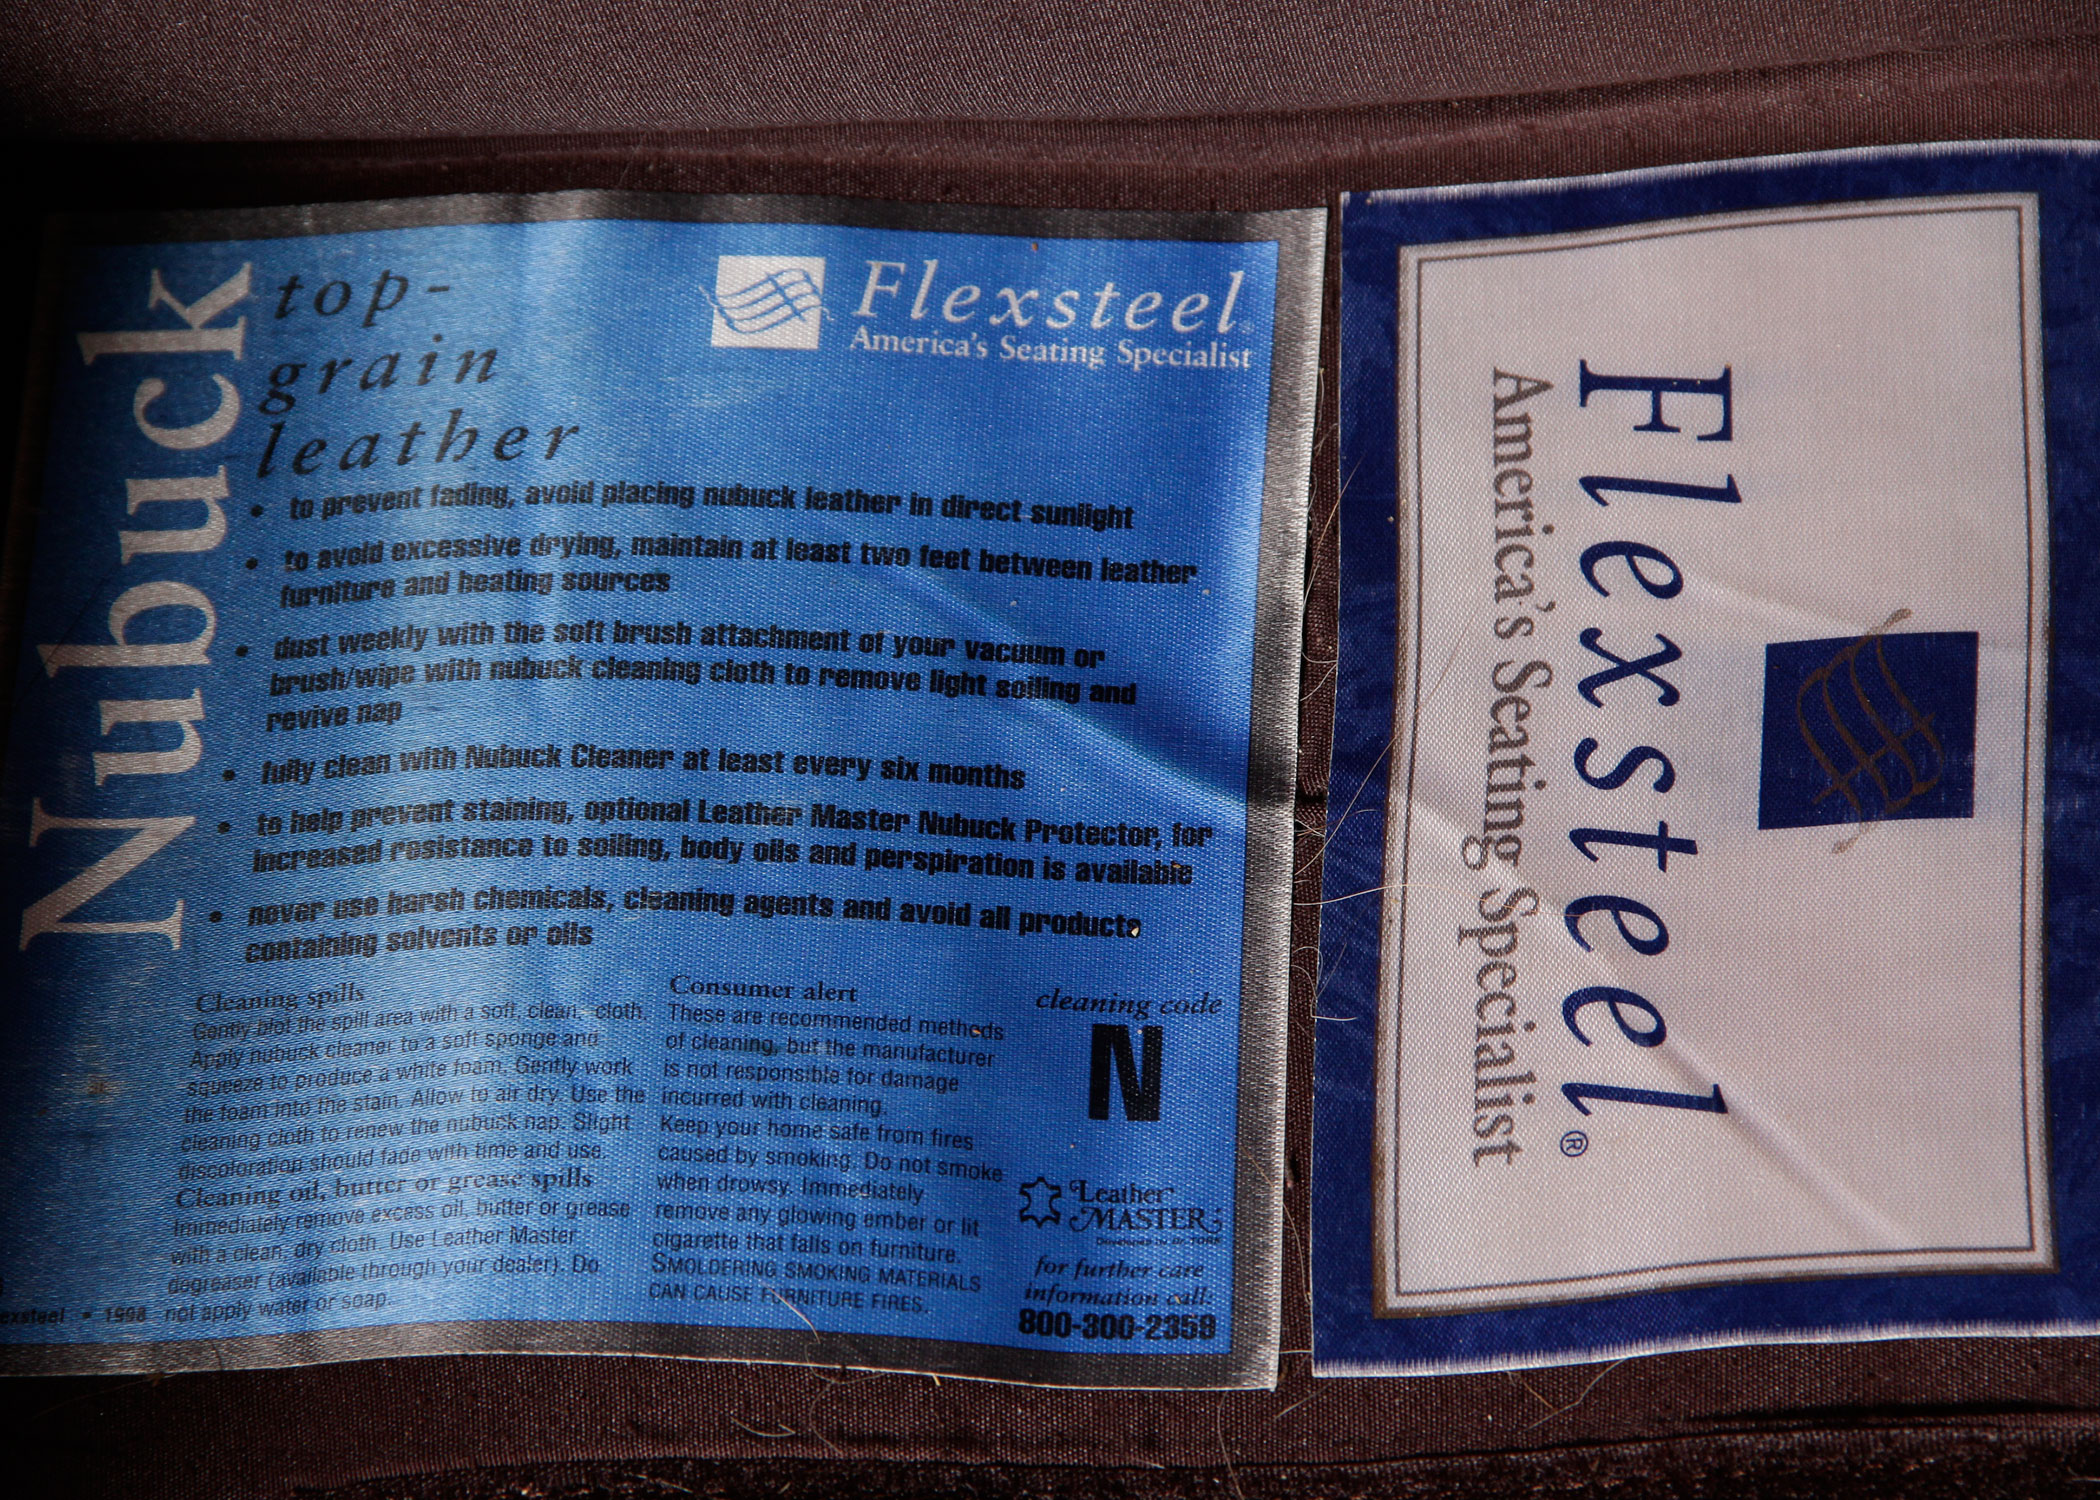 Nubuck
top-
grain
leather
Flexsteel®
America's Seating Specialist
• to prevent fading, avoid placing nubuck leather in direct sunlight
• to avoid excessive drying, maintain at least two feet between leather
furniture and heating sources
• dust weekly with the soft brush attachment of your vacuum or
brush/wipe with nubuck cleaning cloth to remove light soiling and
revive nap
• fully clean with Nubuck Cleaner at least every six months
• to help prevent staining, optional Leather Master Nubuck Protector, for
increased resistance to soiling, body oils and perspiration is available
• never use harsh chemicals, cleaning agents and avoid all products
containing solvents or oils
Cleaning spills
Gently blot the spill area with a soft, clean, cloth.
Apply nubuck cleaner to a soft sponge and
squeeze to produce a white foam. Gently work
the foam into the stain. Allow to air dry. Use the
cleaning cloth to renew the nubuck nap. Slight
discoloration should fade with time and use.
Cleaning oil, butter or grease spills
Immediately remove excess oil, butter or grease
with a clean, dry cloth. Use Leather Master
degreaser (available through your dealer). Do
not apply water or soap.
exsteel • 1998
Consumer alert
These are recommended methods
of cleaning, but the manufacturer
is not responsible for damage
incurred with cleaning.
Keep your home safe from fires
caused by smoking. Do not smoke
when drowsy. Immediately
remove any glowing ember or lit
cigarette that falls on furniture.
SMOLDERING SMOKING MATERIALS
CAN CAUSE FURNITURE FIRES.
cleaning code
N
Leather
MASTER
for further care
information call:
800-300-2359
Flexsteel®
America's Seating Specialist